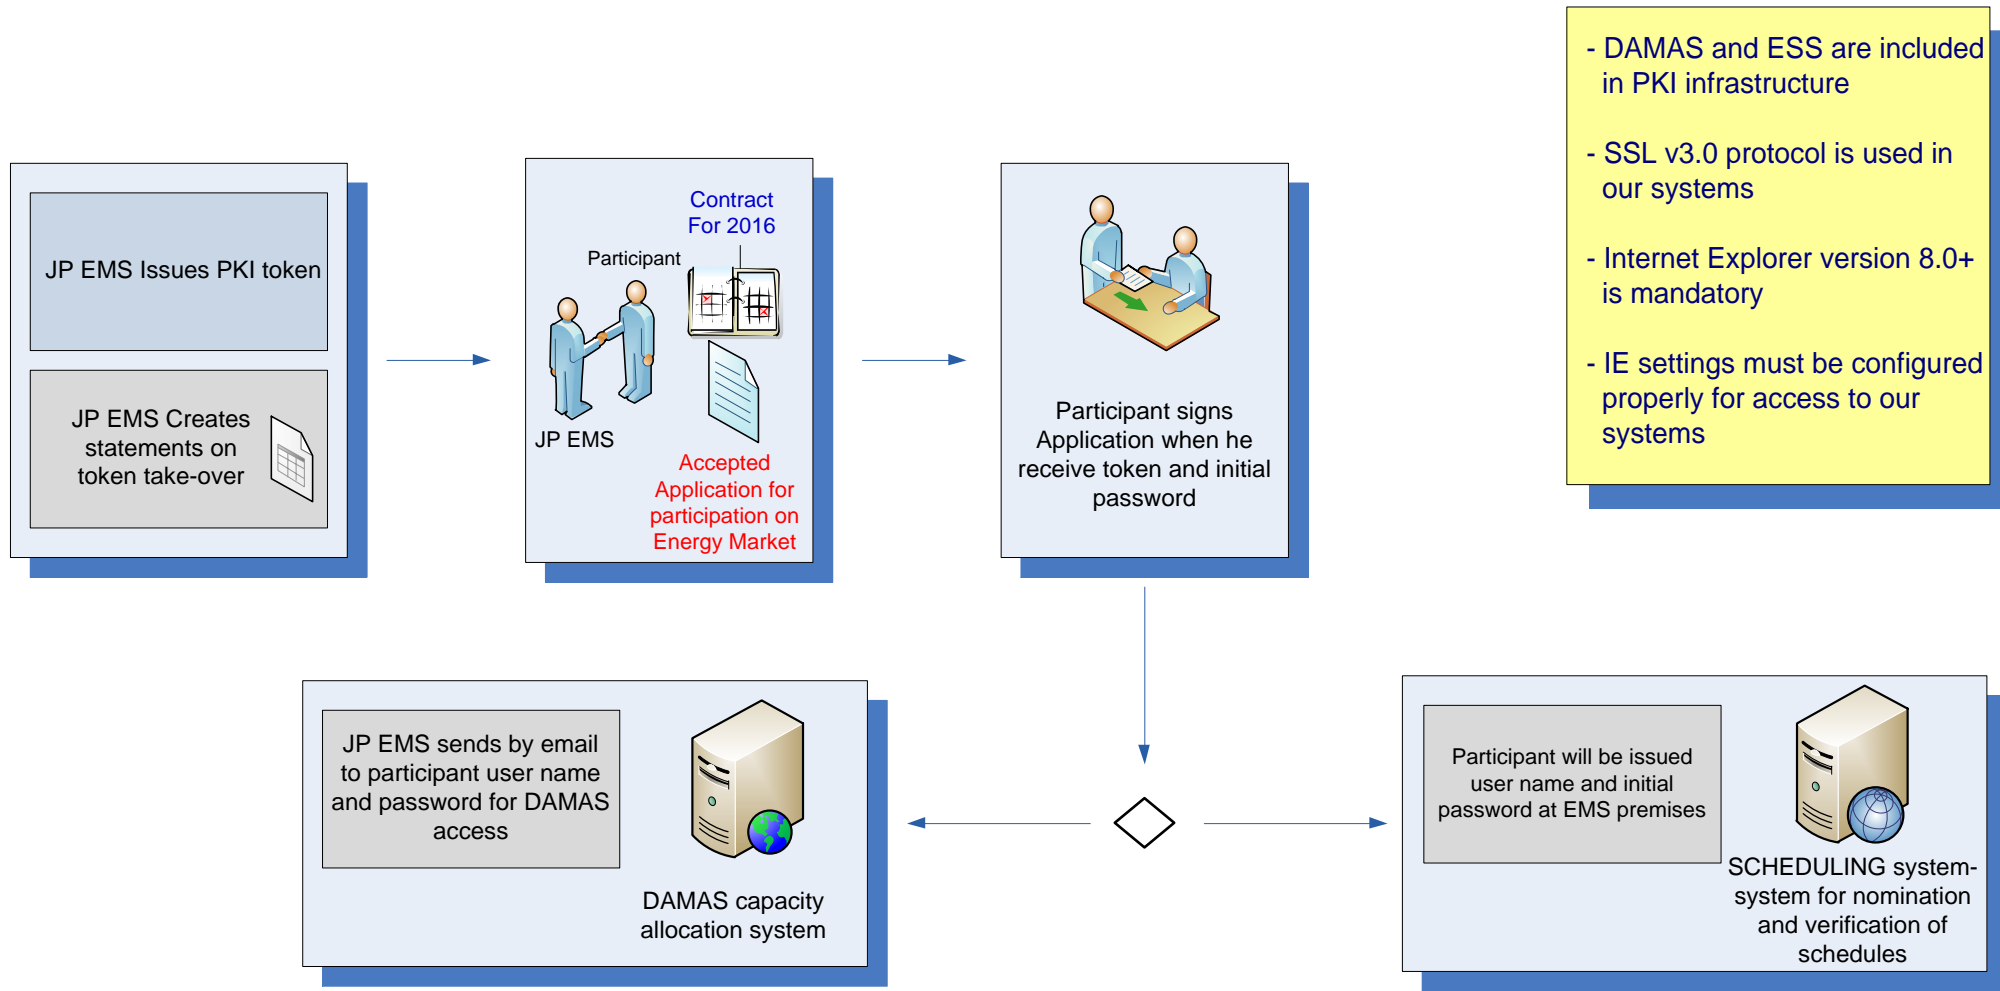 - DAMAS and ESS are included
in PKI infrastructure
- SSL v3.0 protocol is used in
our systems
- Internet Explorer version 8.0+
is mandatory
- IE settings must be configured
properly for access to our
systems
JP EMS Issues PKI token
JP EMS Creates
statements on
token take-over
Contract
For 2016
Participant
JP EMS
Accepted
Application for
participation on
Energy Market
Participant signs
Application when he
receive token and initial
password
JP EMS sends by email
to participant user name
and password for DAMAS
access
DAMAS capacity
allocation system
Participant will be issued
user name and initial
password at EMS premises
SCHEDULING system-
system for nomination
and verification of
schedules